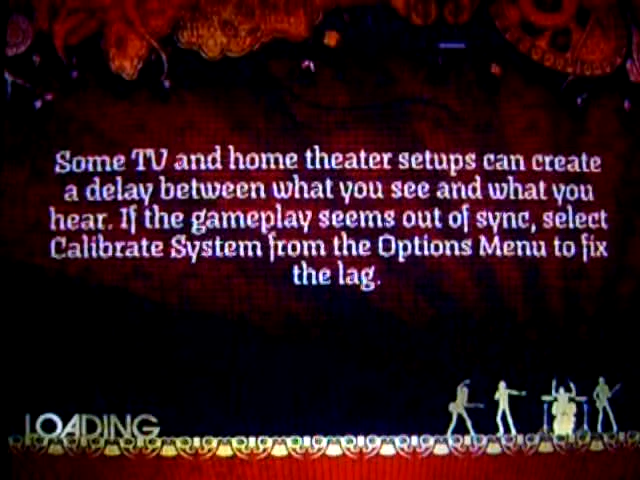 Some TV and home theater setups can create
a delay between what you see and what you
hear. If the gameplay seems out of sync, select
Calibrate System from the Options Menu to fix
the lag.
LOADING